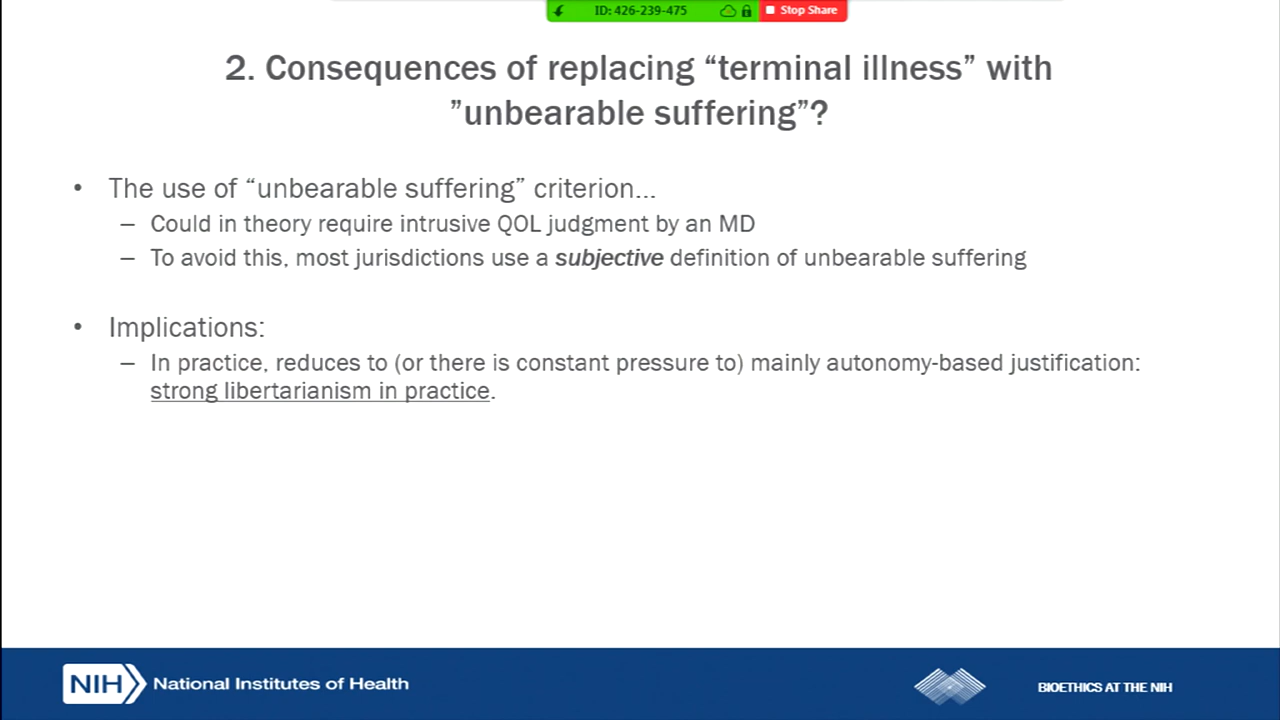 ID: 426-239-475
Stop Share
2. Consequences of replacing “terminal illness” with
”unbearable suffering”?
• The use of “unbearable suffering” criterion...
– Could in theory require intrusive QOL judgment by an MD
– To avoid this, most jurisdictions use a subjective definition of unbearable suffering
• Implications:
– In practice, reduces to (or there is constant pressure to) mainly autonomy-based justification:
strong libertarianism in practice.
NIH National Institutes of Health
BIOETHICS AT THE NIH